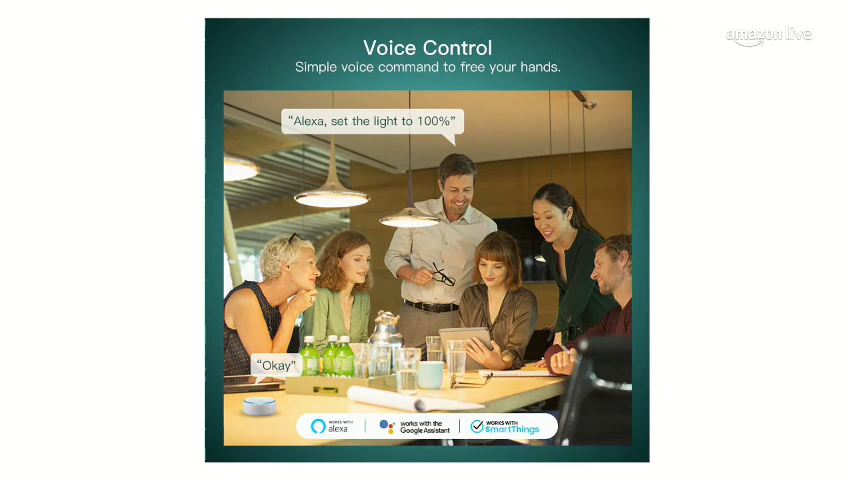 amazon live
Voice Control
Simple voice command to free your hands.
“Alexa, set the light to 100%”
“Okay”
WORKS WITH
alexa
works with the
Google Assistant
WORKS WITH
SmartThings